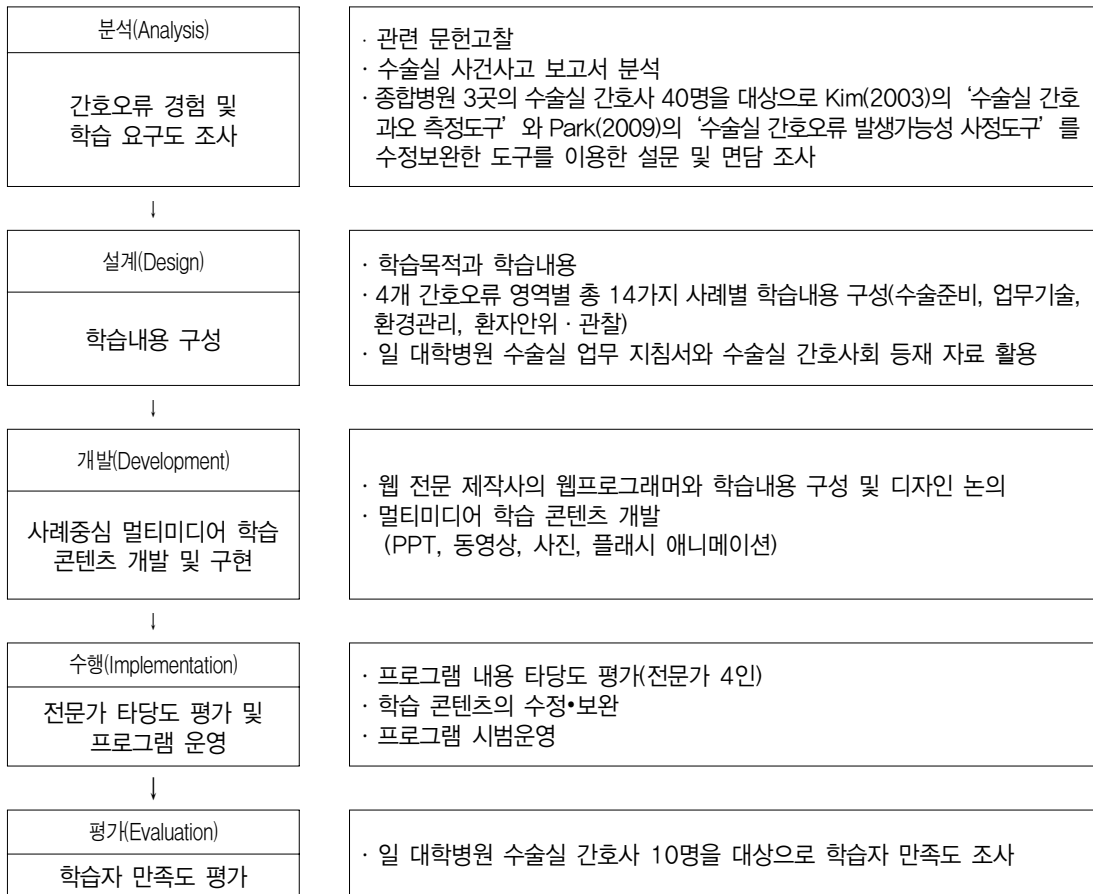 분석(Analysis)
간호오류 경험 및
학습 요구도 조사
· 관련 문헌고찰
· 수술실 사건사고 보고서 분석
· 종합병원 3곳의 수술실 간호사 40명을 대상으로 Kim(2003)의 ‘수술실 간호
과오 측정도구’ 와 Park(2009)의 ‘수술실 간호오류 발생가능성 사정도구’ 를
수정보완한 도구를 이용한 설문 및 면담 조사
↓
설계(Design)
학습내용 구성
· 학습목적과 학습내용
· 4개 간호오류 영역별 총 14가지 사례별 학습내용 구성(수술준비, 업무기술,
환경관리, 환자안위 · 관찰)
· 일 대학병원 수술실 업무 지침서와 수술실 간호사회 등재 자료 활용
↓
개발(Development)
사례중심 멀티미디어 학습
콘텐츠 개발 및 구현
· 웹 전문 제작사의 웹프로그래머와 학습내용 구성 및 디자인 논의
· 멀티미디어 학습 콘텐츠 개발
(PPT, 동영상, 사진, 플래시 애니메이션)
↓
수행(Implementation)
전문가 타당도 평가 및
프로그램 운영
· 프로그램 내용 타당도 평가(전문가 4인)
· 학습 콘텐츠의 수정•보완
· 프로그램 시범운영
↓
평가(Evaluation)
학습자 만족도 평가
· 일 대학병원 수술실 간호사 10명을 대상으로 학습자 만족도 조사